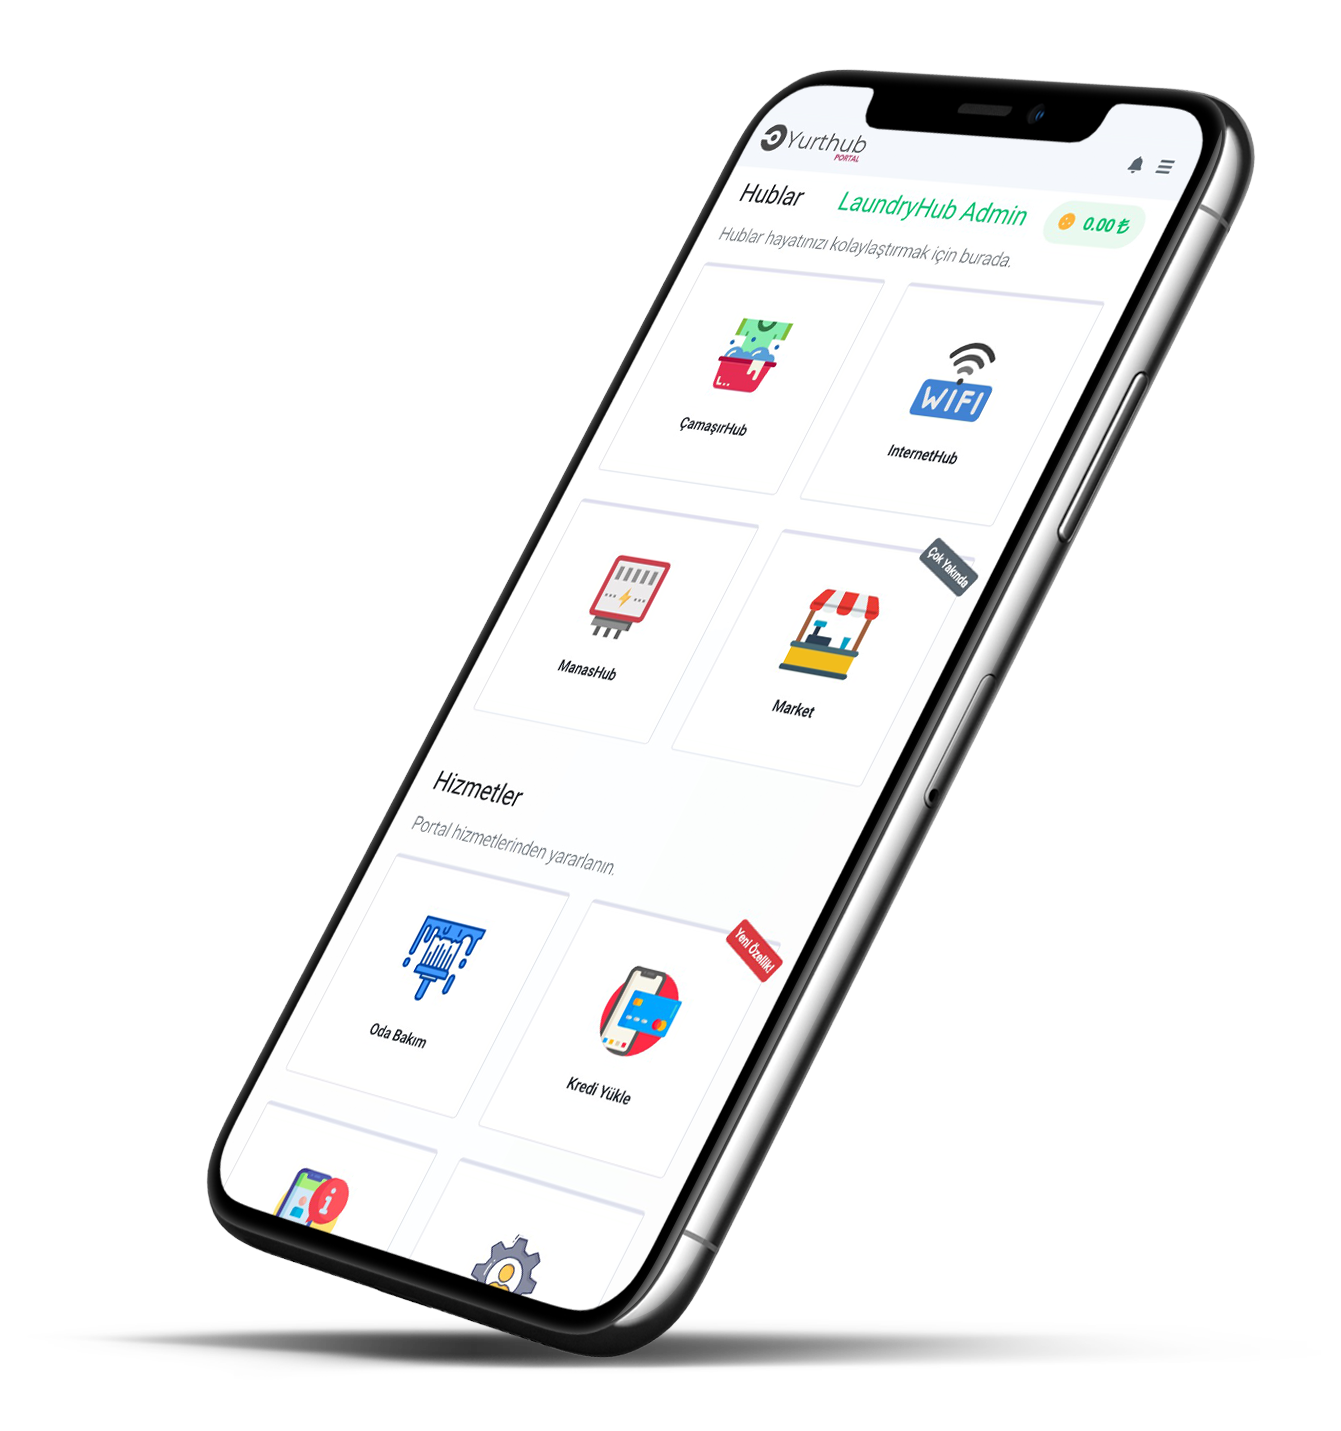 Yurthub
PORTAL
Hublar
LaundryHub Admin
0.00 ₺
Hublar hayatınızı kolaylaştırmak için burada.
L..
ÇamaşırHub
WIFI
InternetHub
ManasHub
Çok Yakında
Market
Hizmetler
Portal hizmetlerinden yararlanın.
Oda Bakım
Yeni Özellik!
Kredi Yükle
i